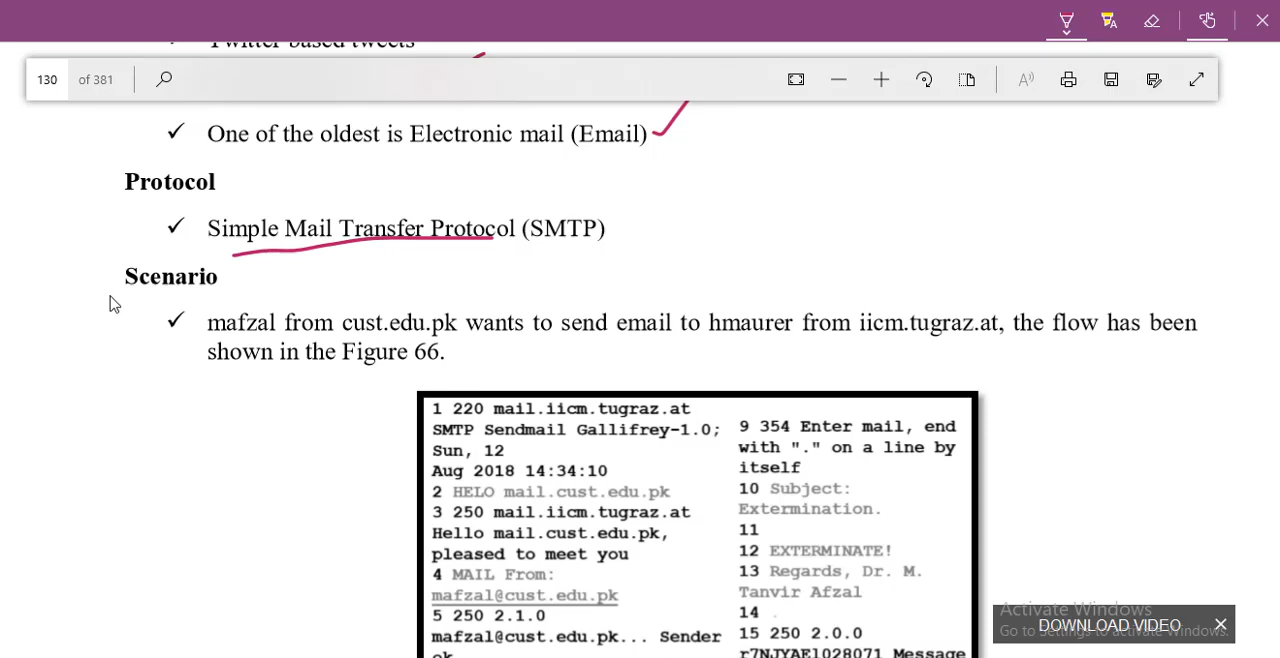 Twitter based tweets
130 of 381
✓ One of the oldest is Electronic mail (Email)
Protocol
✓ Simple Mail Transfer Protocol (SMTP)
Scenario
✓ mafzal from cust.edu.pk wants to send email to hmaurer from iicm.tugraz.at, the flow has been
shown in the Figure 66.
1 220 mail.iicm.tugraz.at
SMTP Sendmail Gallifrey-1.0;
Sun, 12
Aug 2018 14:34:10
2 HELO mail.cust.edu.pk
3 250 mail.iicm.tugraz.at
Hello mail.cust.edu.pk,
pleased to meet you
4 MAIL From:
mafzal@cust.edu.pk
5 250 2.1.0
mafzal@cust.edu.pk... Sender
ok
9 354 Enter mail, end
with "." on a line by
itself
10 Subject:
Extermination.
11
12 EXTERMINATE!
13 Regards, Dr. M.
Tanvir Afzal
14 .
15 250 2.0.0
r7NJYAE1028071 Message
Activate Windows
Go to Settings to activate Windows.
DOWNLOAD VIDEO